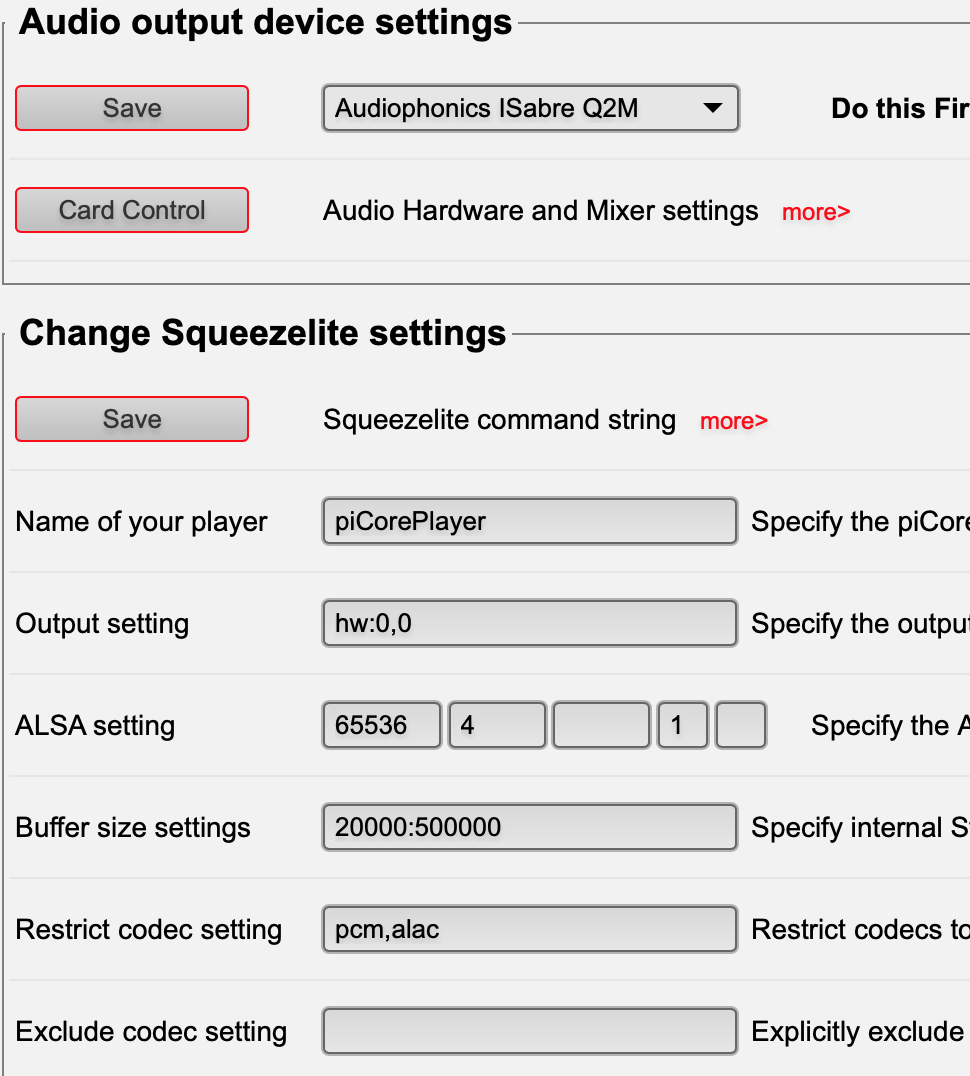 Audio output device settings
Save Audiophonics ISabre Q2M Do this
Card Control Audio Hardware and Mixer settings more>
Change Squeezelite settings
Save Squeezelite command string more>
Name of your player piCorePlayer Specify the
Output setting hw:0,0 Specify the
ALSA setting 65536 4 1 Specify the
Buffer size settings 20000:500000 Specify internal
Restrict codec setting pcm,alac Restrict codecs to
Exclude codec setting Explicitly exclude